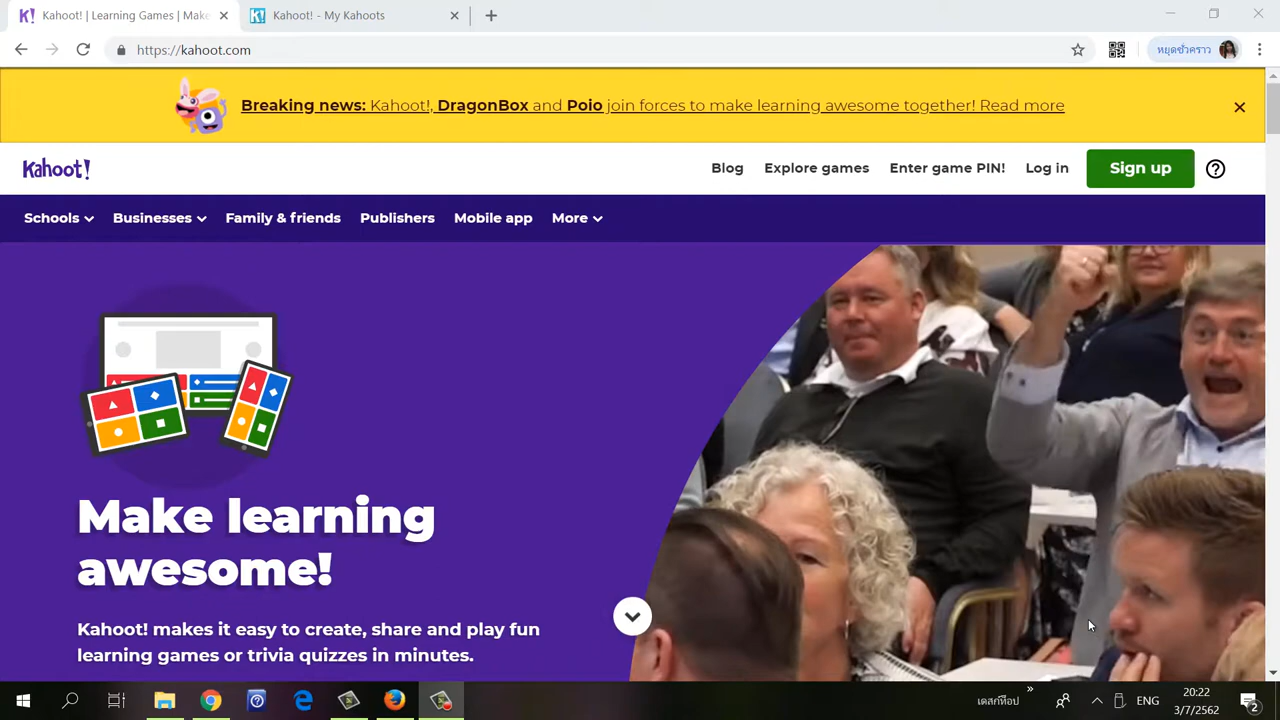 Kahoot! | Learning Games | Make
Kahoot! - My Kahoots
https://kahoot.com
หยุดชั่วคราว
Breaking news: Kahoot!, DragonBox and Poio join forces to make learning awesome together! Read more
Kahoot!
Blog
Explore games
Enter game PIN!
Log in
Sign up
Schools
Businesses
Family & friends
Publishers
Mobile app
More
Make learning
awesome!
Kahoot! makes it easy to create, share and play fun
learning games or trivia quizzes in minutes.
เดสก์ท็อป
ENG
20:22
3/7/2562
2